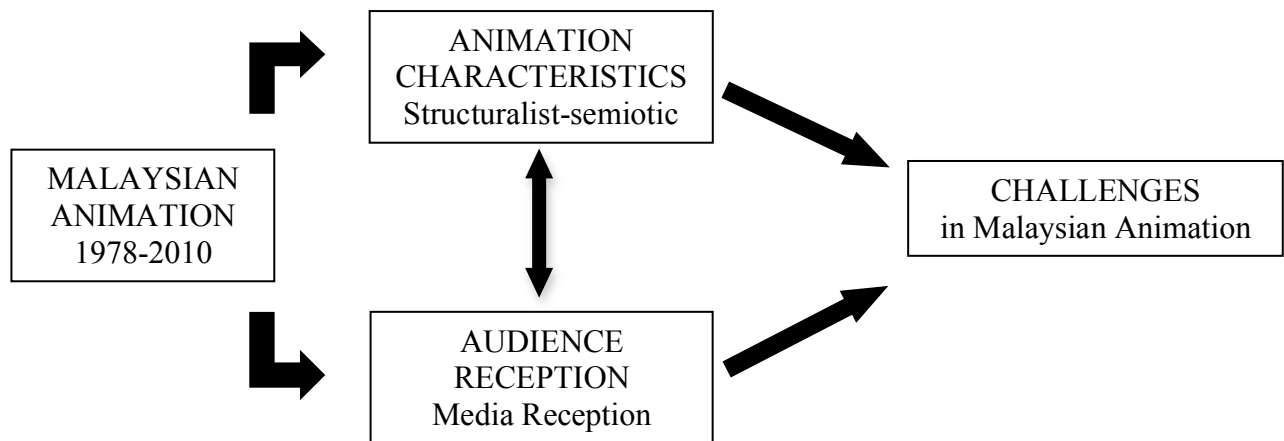 MALAYSIAN
ANIMATION
1978-2010
ANIMATION
CHARACTERISTICS
Structuralist-semiotic
AUDIENCE
RECEPTION
Media Reception
CHALLENGES
in Malaysian Animation